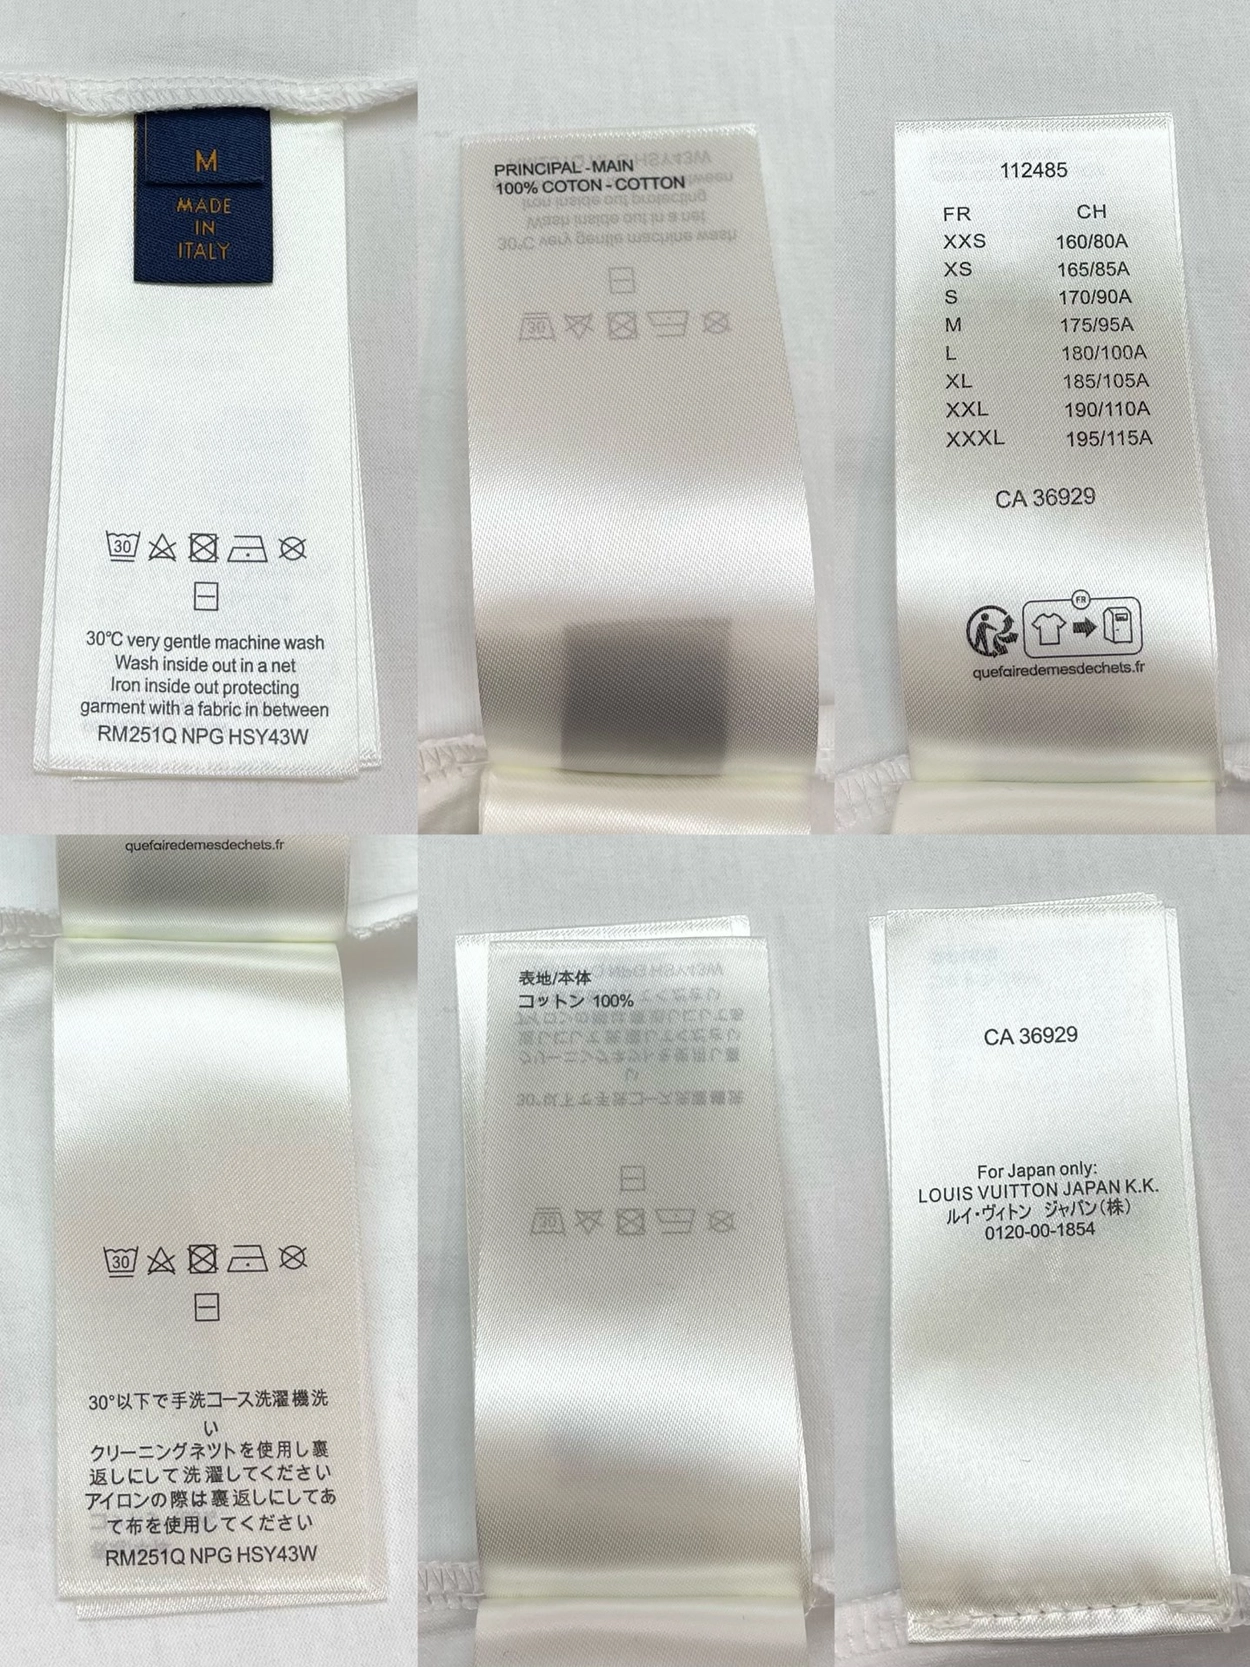 M
MADE
IN
ITALY
30
30°C very gentle machine wash
Wash inside out in a net
Iron inside out protecting
garment with a fabric in between
RM251Q NPG HSY43W
PRINCIPAL - MAIN
100% COTON - COTTON
112485
FR CH
XXS 160/80A
XS 165/85A
S 170/90A
M 175/95A
L 180/100A
XL 185/105A
XXL 190/110A
XXXL 195/115A
CA 36929
FR
quefairedemesdechets.fr
quefairedemesdechets.fr
30
30°以下で手洗コース洗濯機洗
い
クリーニングネツトを使用し裏
返しにして洗濯してください
アイロンの際は裏返しにしてあ
て布を使用してください
RM251Q NPG HSY43W
表地/本体
コットン 100%
CA 36929
For Japan only:
LOUIS VUITTON JAPAN K.K.
ルイ・ヴィトン ジャパン(株)
0120-00-1854